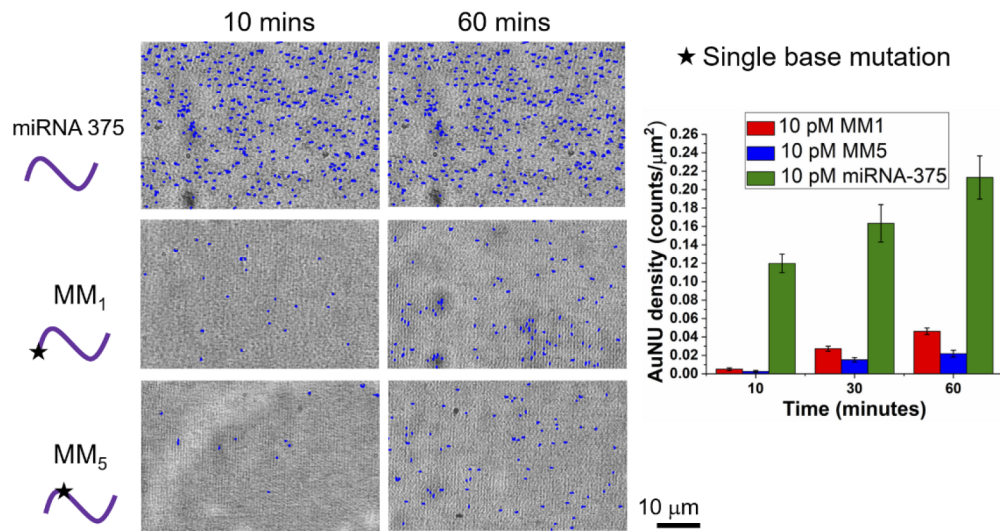 10 mins
60 mins
★ Single base mutation
miRNA 375
MM₁
MM₅
10 μm
AuNU density (counts/μm²)
0.26
0.24
0.22
0.20
0.18
0.16
0.14
0.12
0.10
0.08
0.06
0.04
0.02
0.00
10 pM MM1
10 pM MM5
10 pM miRNA-375
10
30
60
Time (minutes)